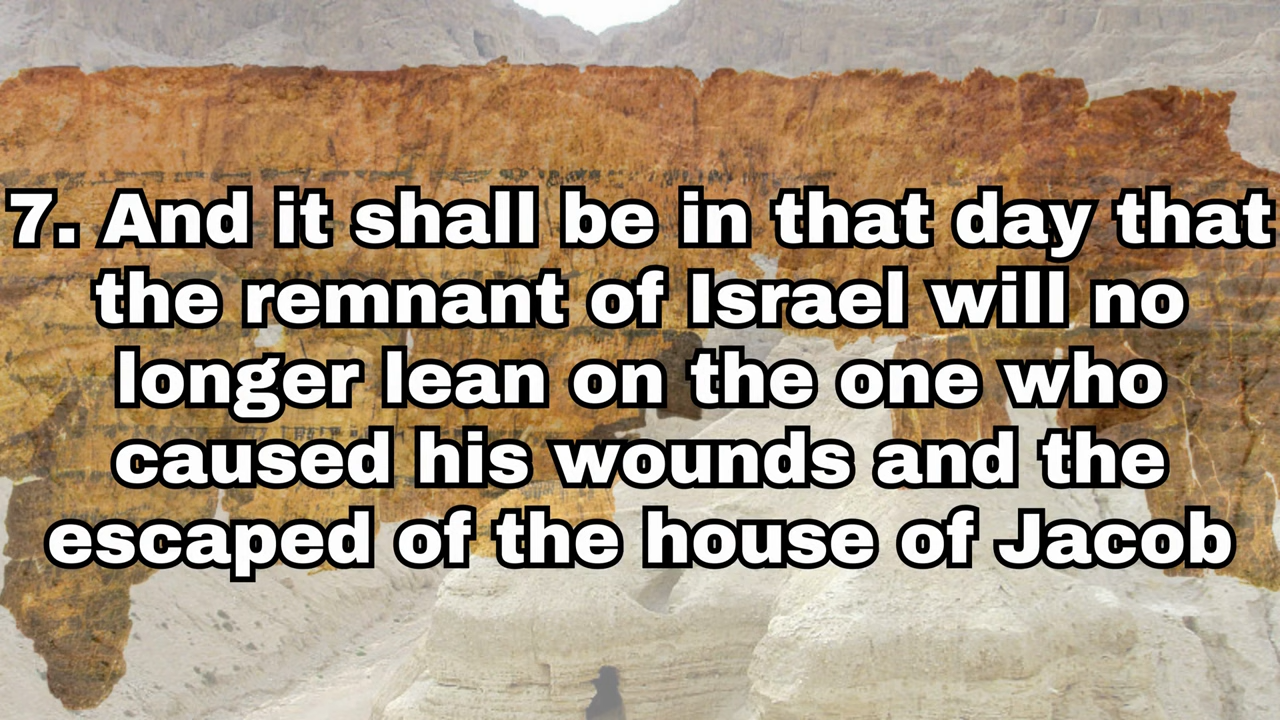 7. And it shall be in that day that
the remnant of Israel will no
longer lean on the one who
caused his wounds and the
escaped of the house of Jacob